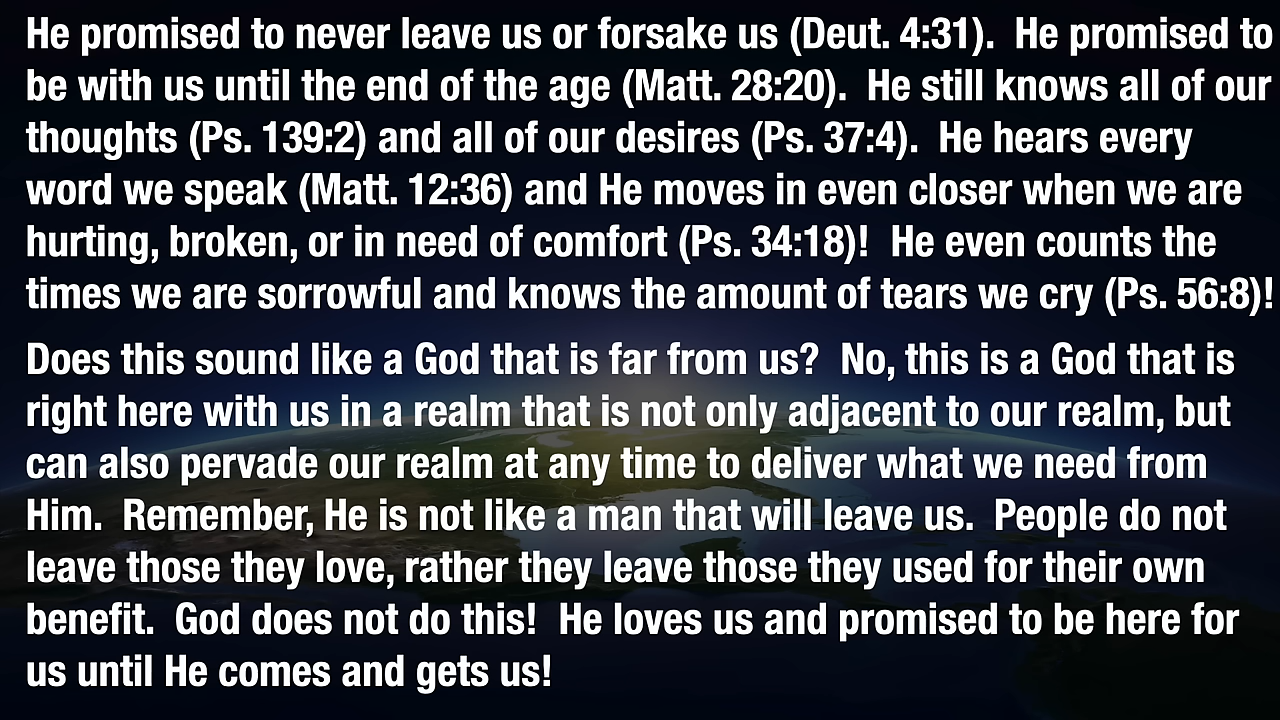 He promised to never leave us or forsake us (Deut. 4:31).  He promised to
be with us until the end of the age (Matt. 28:20).  He still knows all of our
thoughts (Ps. 139:2) and all of our desires (Ps. 37:4).  He hears every
word we speak (Matt. 12:36) and He moves in even closer when we are
hurting, broken, or in need of comfort (Ps. 34:18)!  He even counts the
times we are sorrowful and knows the amount of tears we cry (Ps. 56:8)!
Does this sound like a God that is far from us?  No, this is a God that is
right here with us in a realm that is not only adjacent to our realm, but
can also pervade our realm at any time to deliver what we need from
Him.  Remember, He is not like a man that will leave us.  People do not
leave those they love, rather they leave those they used for their own
benefit.  God does not do this!  He loves us and promised to be here for
us until He comes and gets us!